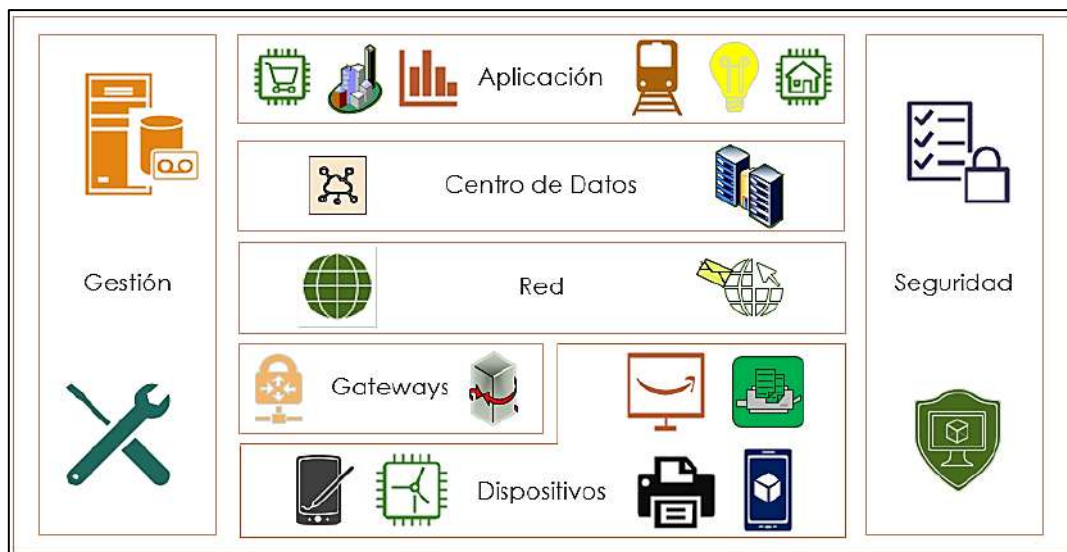 Aplicación
Centro de Datos
Gestión
Red
Seguridad
Gateways
Dispositivos